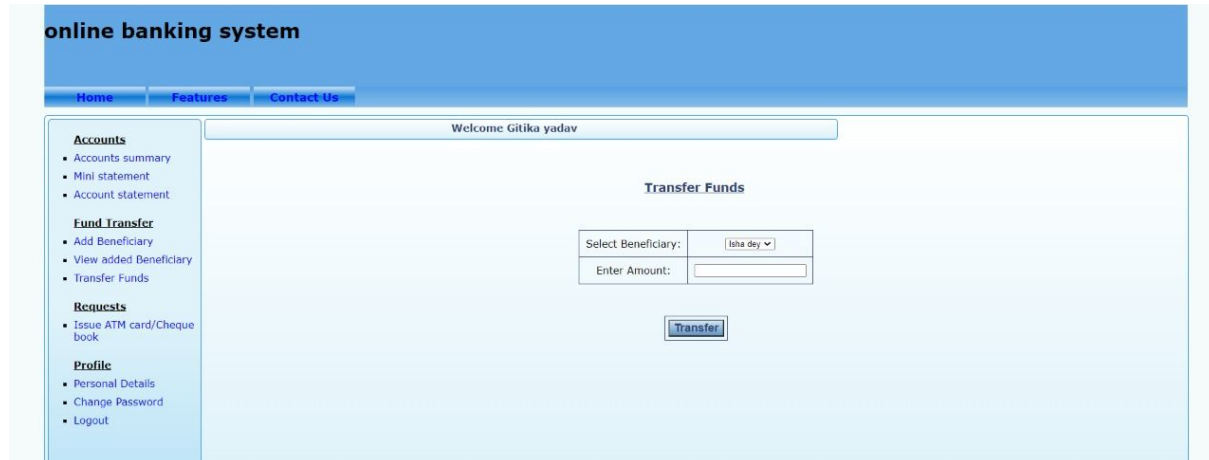 online banking system
Home Features Contact Us
Accounts
Accounts summary
Mini statement
Account statement
Fund Transfer
Add Beneficiary
View added Beneficiary
Transfer Funds
Requests
Issue ATM card/Cheque
book
Profile
Personal Details
Change Password
Logout
Welcome Gitika yadav
Transfer Funds
Select Beneficiary: Isha dey
Enter Amount:
Transfer